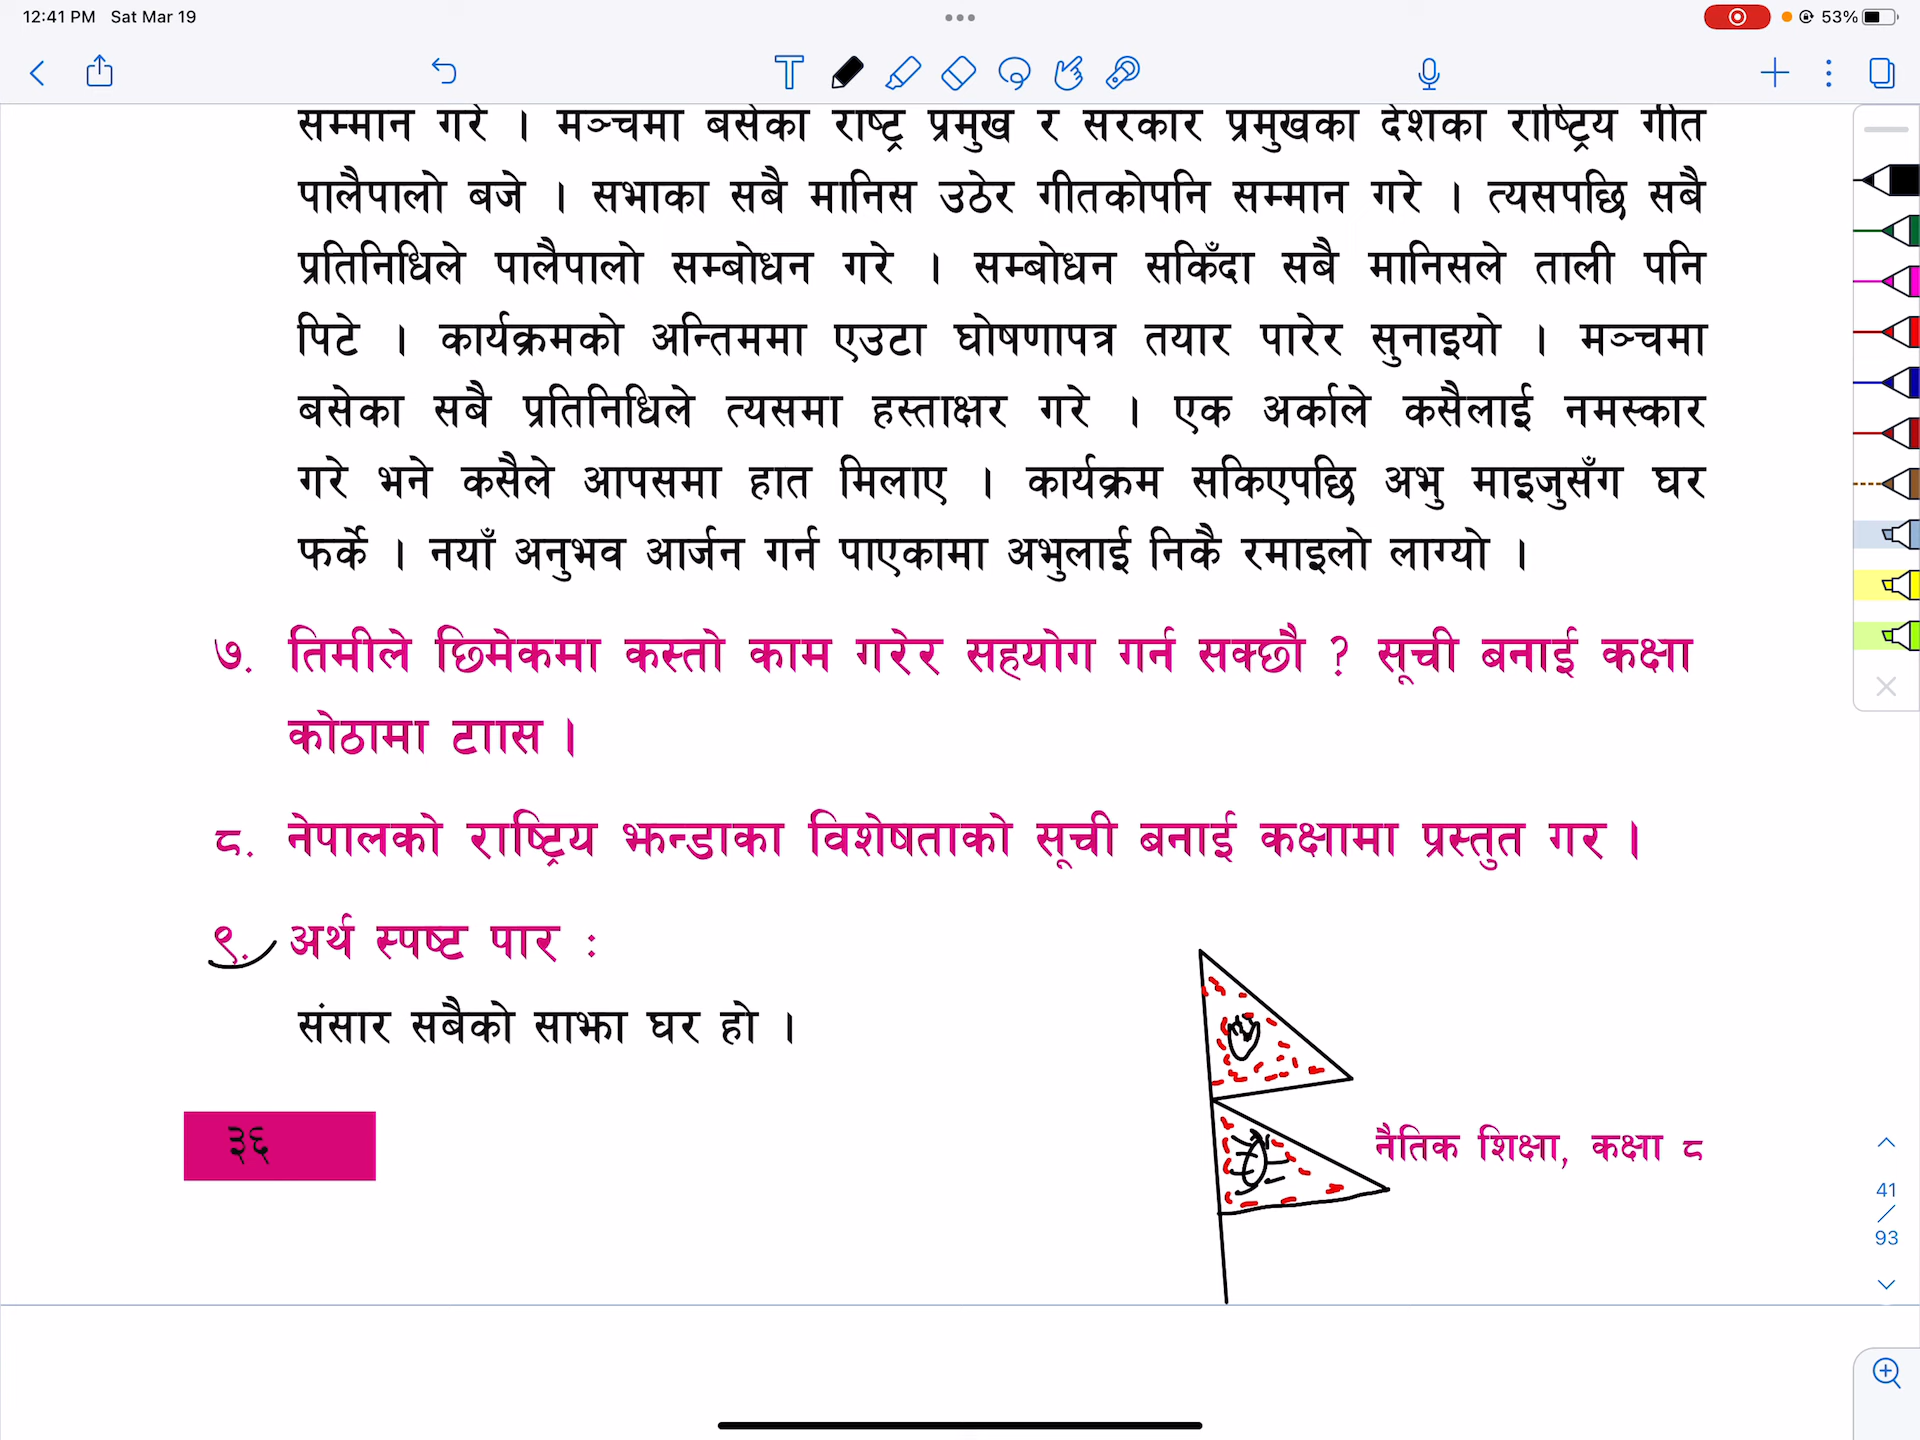 12:41 PM Sat Mar 19
53%
सम्मान गरे । मञ्चमा बसेका राष्ट्र प्रमुख र सरकार प्रमुखका देशका राष्ट्रिय गीत
पालैपालो बजे । सभाका सबै मानिस उठेर गीतकोपनि सम्मान गरे । त्यसपछि सबै
प्रतिनिधिले पालैपालो सम्बोधन गरे । सम्बोधन सकिँदा सबै मानिसले ताली पनि
पिटे । कार्यक्रमको अन्तिममा एउटा घोषणापत्र तयार पारेर सुनाइयो । मञ्चमा
बसेका सबै प्रतिनिधिले त्यसमा हस्ताक्षर गरे । एक अर्काले कसैलाई नमस्कार
गरे भने कसैले आपसमा हात मिलाए । कार्यक्रम सकिएपछि अभु माइजुसँग घर
फर्के । नयाँ अनुभव आर्जन गर्न पाएकामा अभुलाई निकै रमाइलो लाग्यो ।
७. तिमीले छिमेकमा कस्तो काम गरेर सहयोग गर्न सक्छौ ? सूची बनाई कक्षा
कोठामा टाास ।
८. नेपालको राष्ट्रिय झन्डाका विशेषताको सूची बनाई कक्षामा प्रस्तुत गर ।
९. अर्थ स्पष्ट पार :
संसार सबैको साझा घर हो ।
३६
नैतिक शिक्षा, कक्षा ८
41
/
93